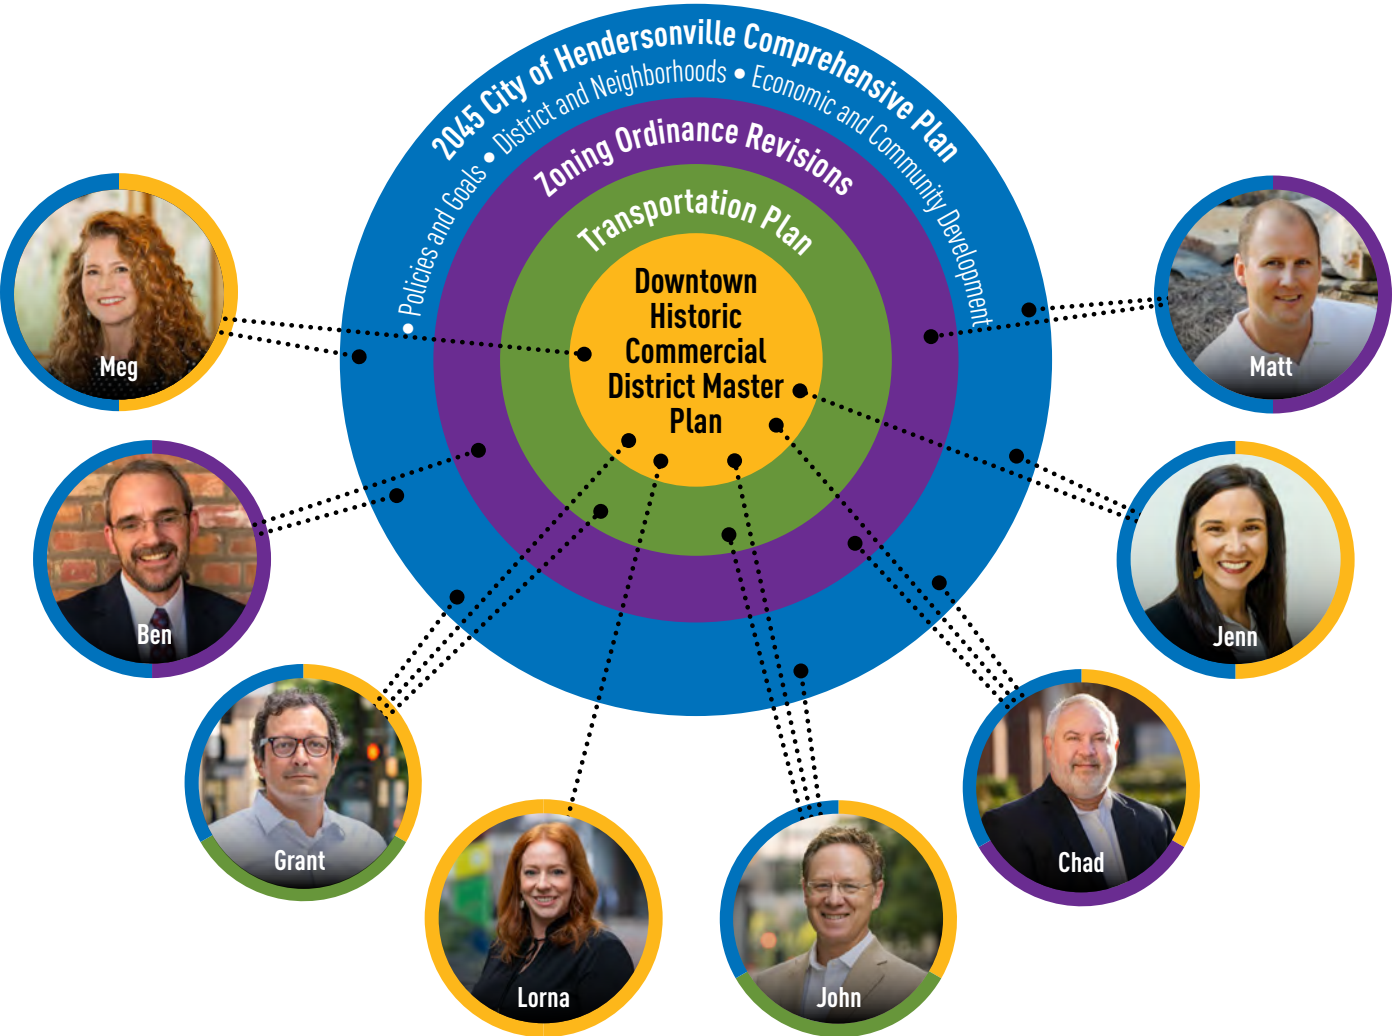 2045 City of Hendersonville Comprehensive Plan
• Policies and Goals • District and Neighborhoods • Economic and Community Development
Zoning Ordinance Revisions
Transportation Plan
Downtown
Historic
Commercial
District Master
Plan
Meg
Matt
Ben
Jenn
Grant
Chad
Lorna
John